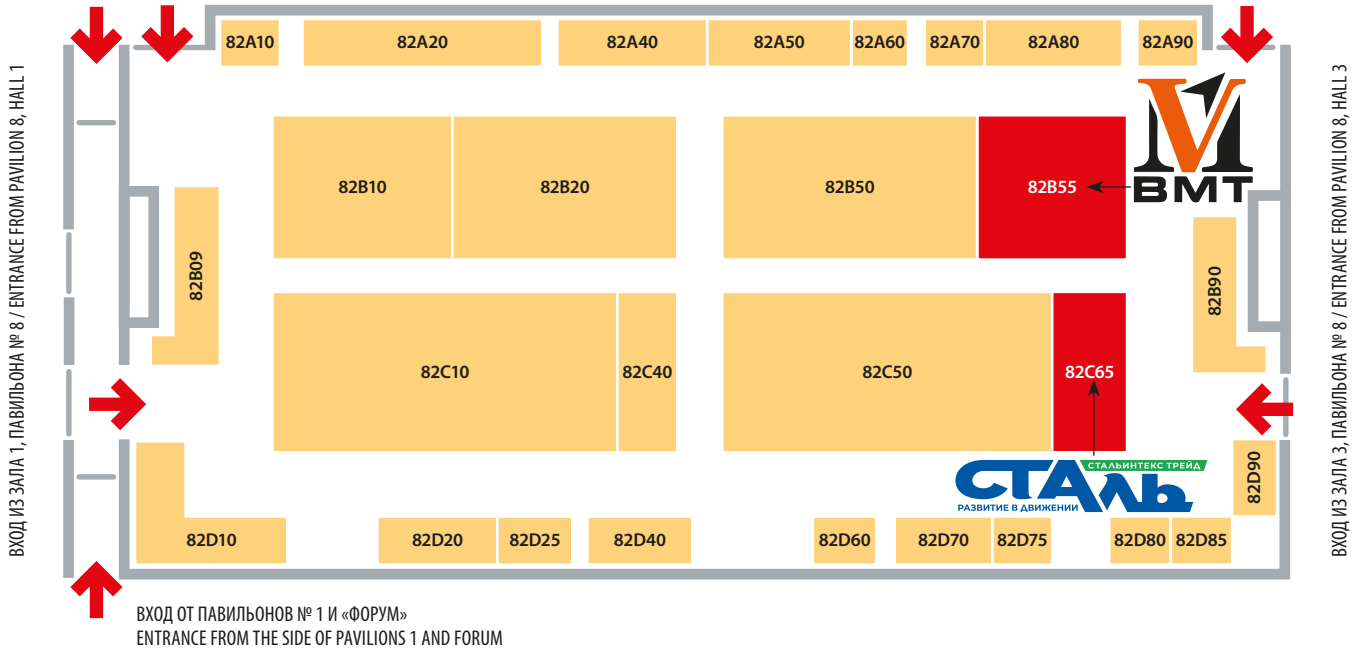 82A10 82A20 82A40 82A50 82A60 82A70 82A80 82A90
ВХОД ИЗ ЗАЛА 1, ПАВИЛЬОНА № 8 / ENTRANCE FROM PAVILION 8, HALL 1
ВХОД ИЗ ЗАЛА 3, ПАВИЛЬОНА № 8 / ENTRANCE FROM PAVILION 8, HALL 3
82B10 82B20 82B50 82B55
ВМТ
82B09
82B90
82C10 82C40 82C50 82C65
СТАЛЬ
СТАЛЬИНТЕКС ТРЕЙД
РАЗВИТИЕ В ДВИЖЕНИИ
82D90
82D10 82D20 82D25 82D40 82D60 82D70 82D75 82D80 82D85
ВХОД ОТ ПАВИЛЬОНОВ № 1 И «ФОРУМ»
ENTRANCE FROM THE SIDE OF PAVILIONS 1 AND FORUM